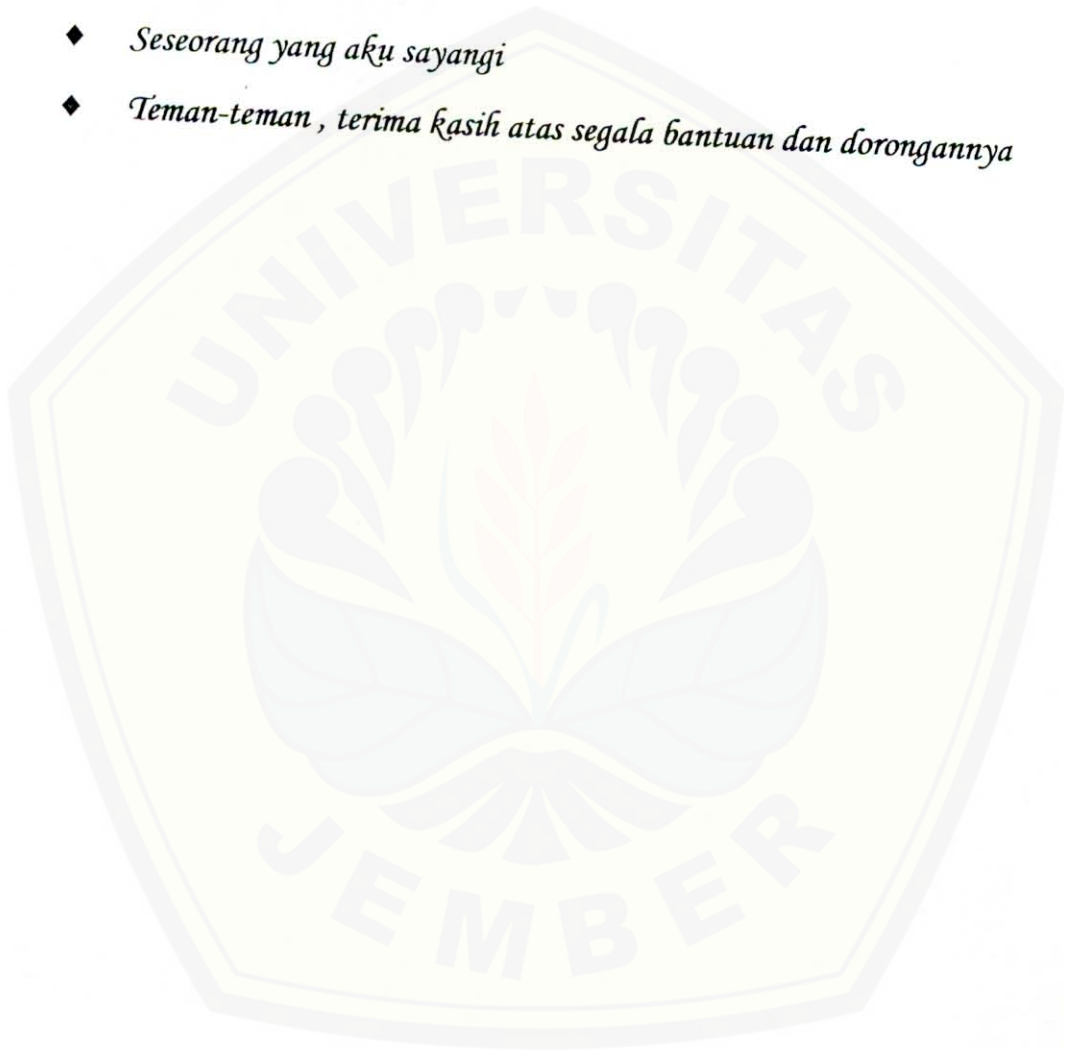 ◆ Seseorang yang aku sayangi
◆ Teman-teman , terima kasih atas segala bantuan dan dorongannya
UNIVERSITAS
JEMBER